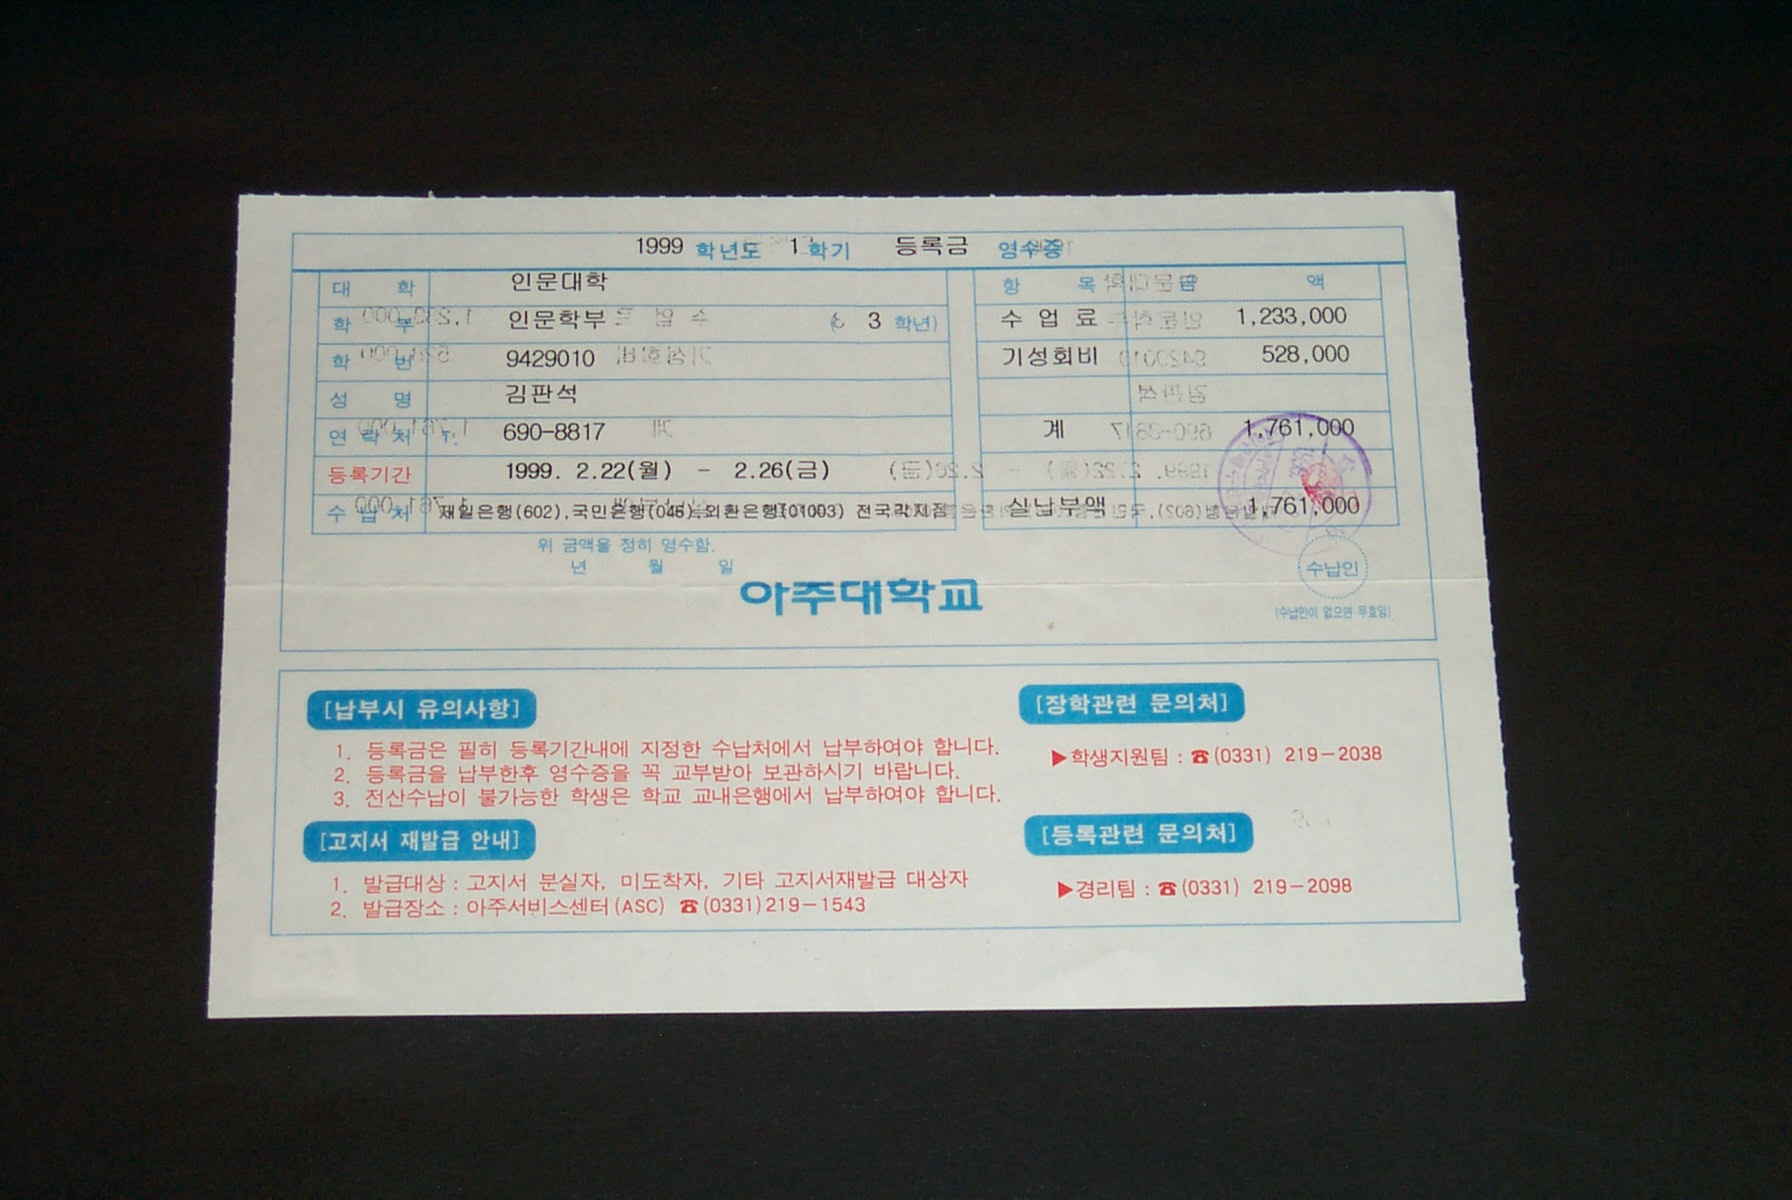 1999 학년도 1 학기 등록금 영수증
대 학 인문대학
학 부 인문학부 ( 3 학년)
학 번 9429010
성 명 김판석
연 락 처 T. 690-8817
등록기간 1999. 2.22(월) - 2.26(금)
수 납 처 제일은행(602),국민은행(046),외환은행(01003) 전국각지점
항 목 금 액
수 업 료 1,233,000
기성회비 528,000
계 1,761,000
실납부액 1,761,000
위 금액을 정히 영수함.
년 월 일
아주대학교
수납인
(수납인이 없으면 무효임)
[납부시 유의사항]
1. 등록금은 필히 등록기간내에 지정한 수납처에서 납부하여야 합니다.
2. 등록금을 납부한후 영수증을 꼭 교부받아 보관하시기 바랍니다.
3. 전산수납이 불가능한 학생은 학교 교내은행에서 납부하여야 합니다.
[고지서 재발급 안내]
1. 발급대상 : 고지서 분실자, 미도착자, 기타 고지서재발급 대상자
2. 발급장소 : 아주서비스센터(ASC) ☎(0331)219-1543
[장학관련 문의처]
▶학생지원팀 : ☎(0331) 219-2038
[등록관련 문의처]
▶경리팀 : ☎(0331) 219-2098